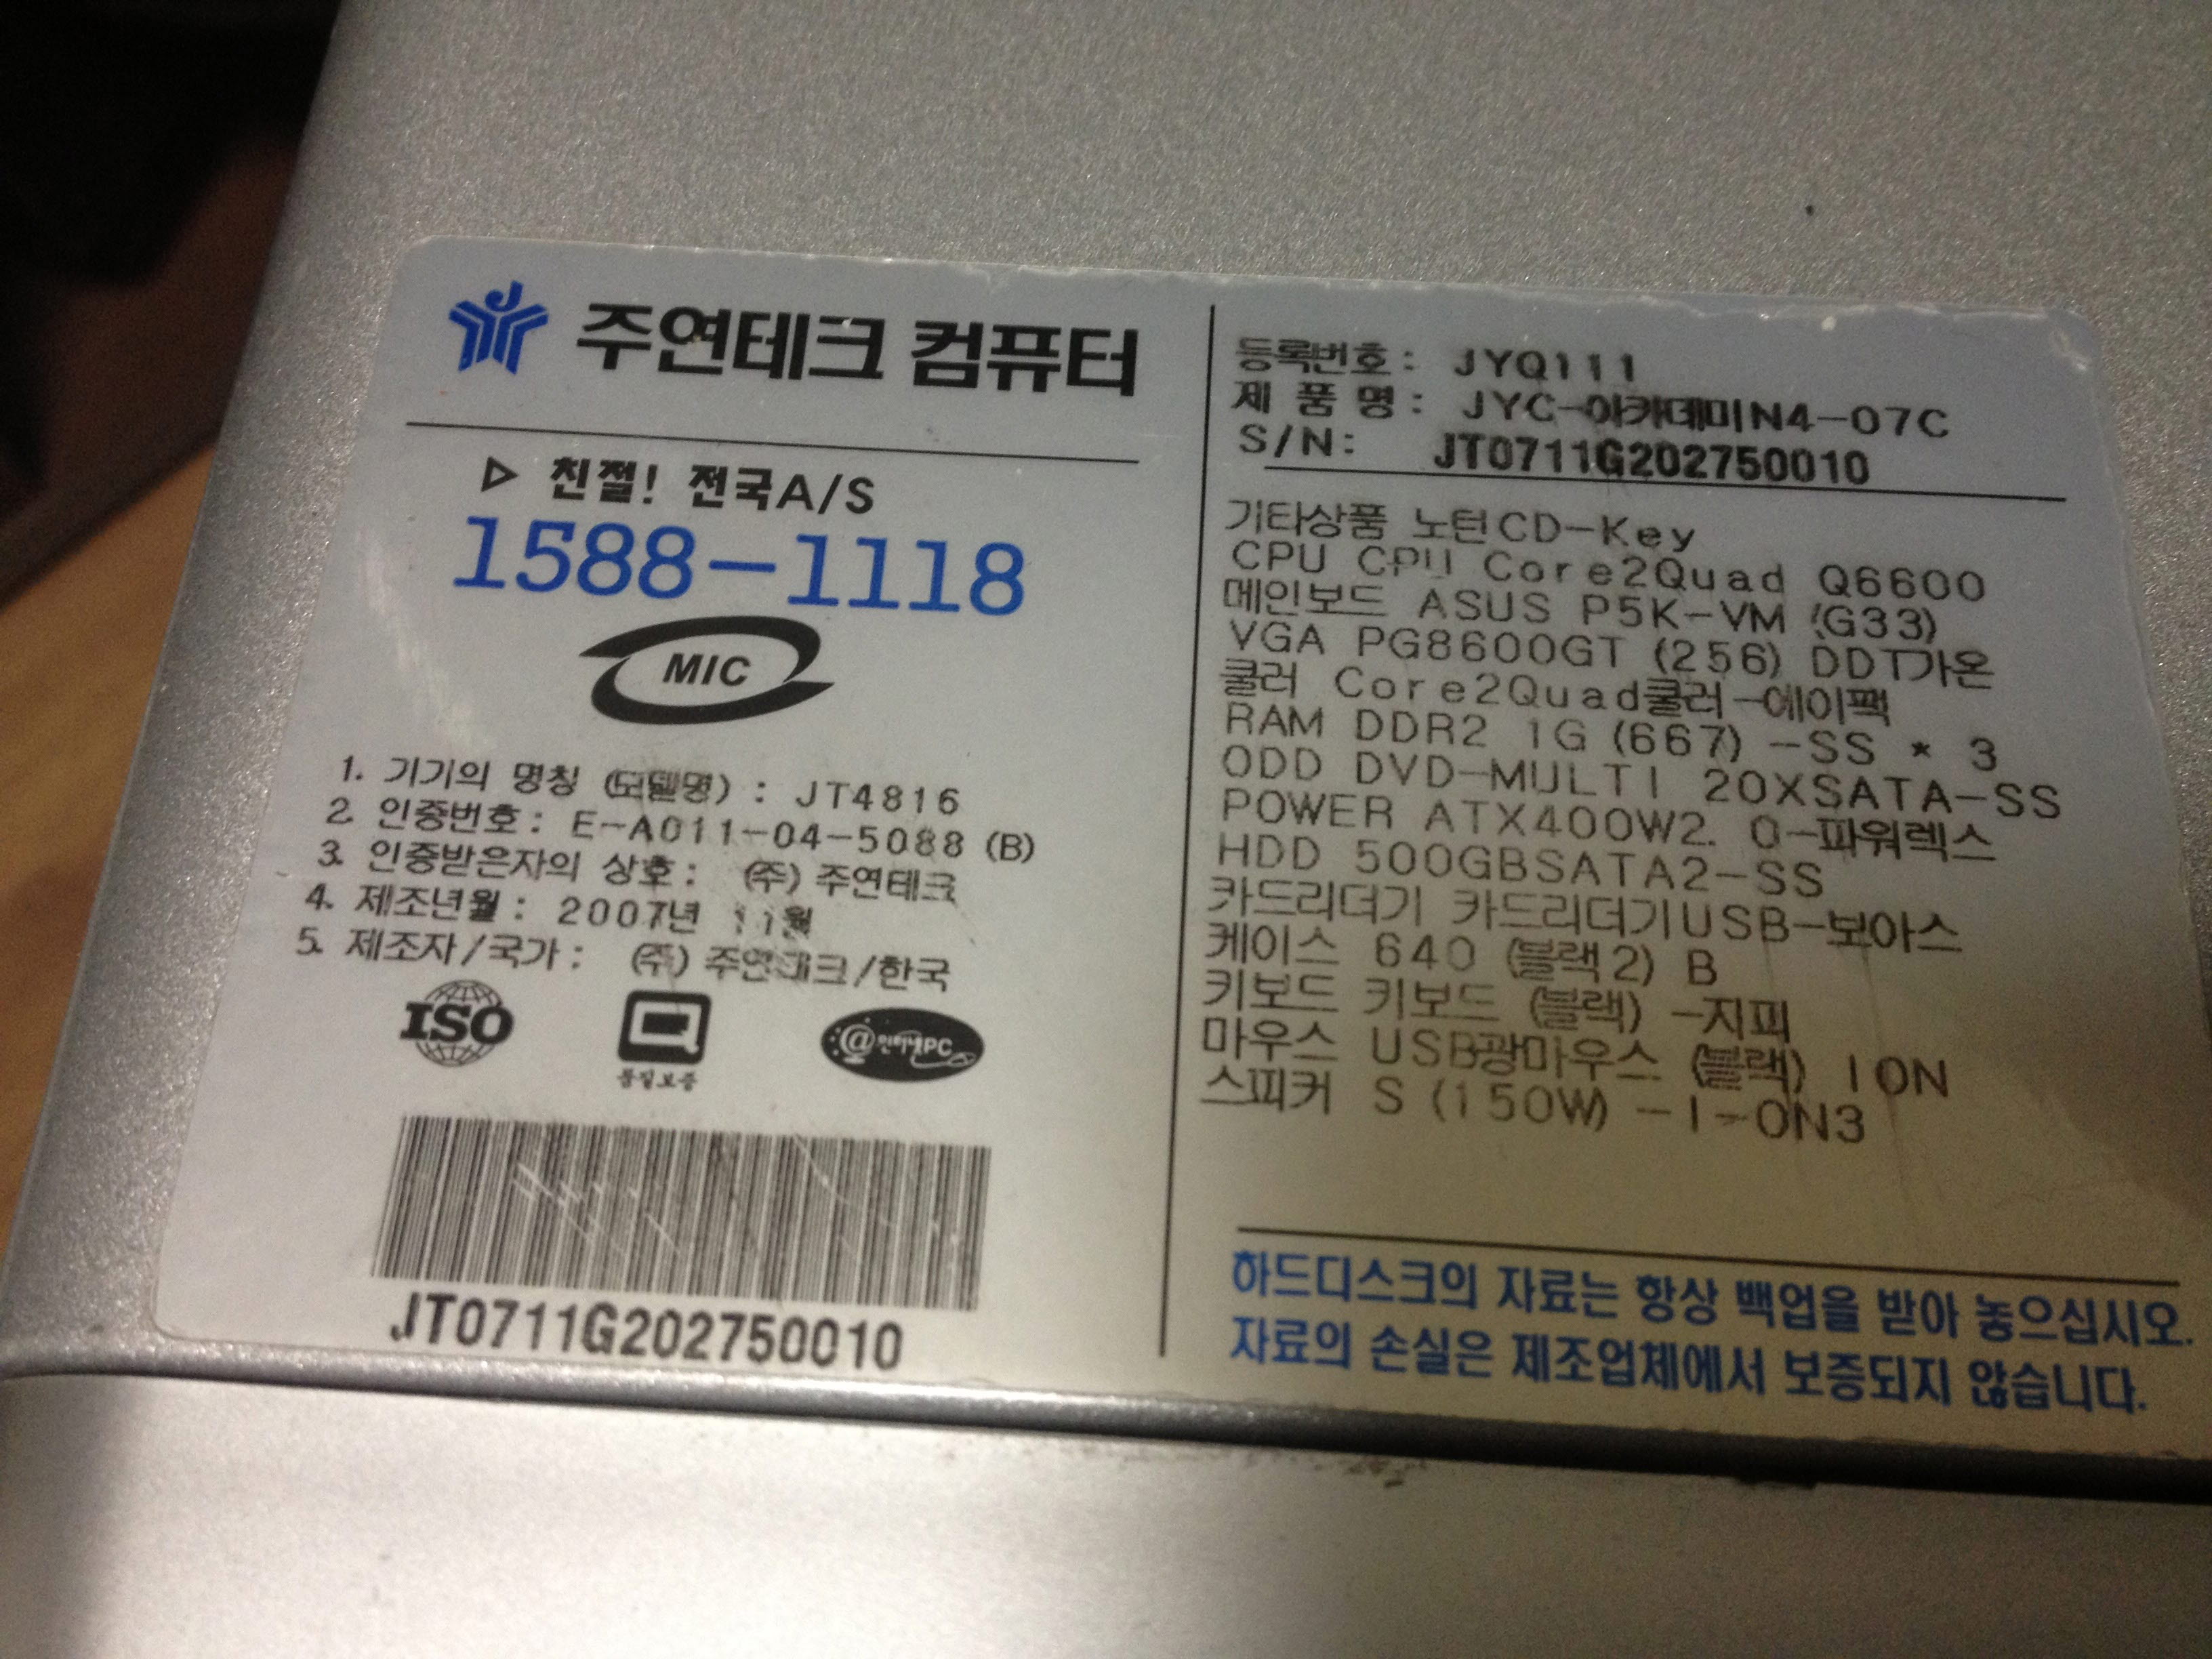 주연테크 컴퓨터
▷ 친절! 전국A/S
1588-1118
MIC
1. 기기의 명칭 (모델명) : JT4816
2. 인증번호 : E-A011-04-5088 (B)
3. 인증받은자의 상호 : (주) 주연테크
4. 제조년월 : 2007년 11월
5. 제조자/국가 : (주) 주연테크/한국
ISO
품질보증
@인터넷PC
JT0711G202750010
등록번호 : JYQ111
제 품 명 : JYC-아카데미N4-07C
S/N: JT0711G202750010
기타상품 노턴CD-Key
CPU CPU Core2Quad Q6600
메인보드 ASUS P5K-VM (G33)
VGA PG8600GT (256) DDT가온
쿨러 Core2Quad쿨러-에이팩
RAM DDR2 1G (667) -SS * 3
ODD DVD-MULTI 20XSATA-SS
POWER ATX400W2. 0-파워렉스
HDD 500GBSATA2-SS
카드리더기 카드리더기USB-보아스
케이스 640 (블랙2) B
키보드 키보드 (블랙) -지피
마우스 USB광마우스 (블랙) ION
스피커 S (150W) -I-ON3
하드디스크의 자료는 항상 백업을 받아 놓으십시오.
자료의 손실은 제조업체에서 보증되지 않습니다.